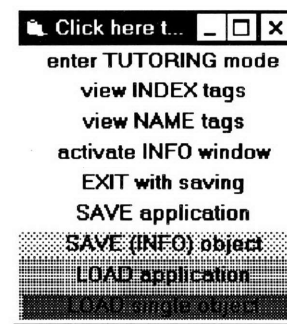 Click here t...
enter TUTORING mode
view INDEX tags
view NAME tags
activate INFO window
EXIT with saving
SAVE application
SAVE (INFO) object
LOAD application
LOAD single object